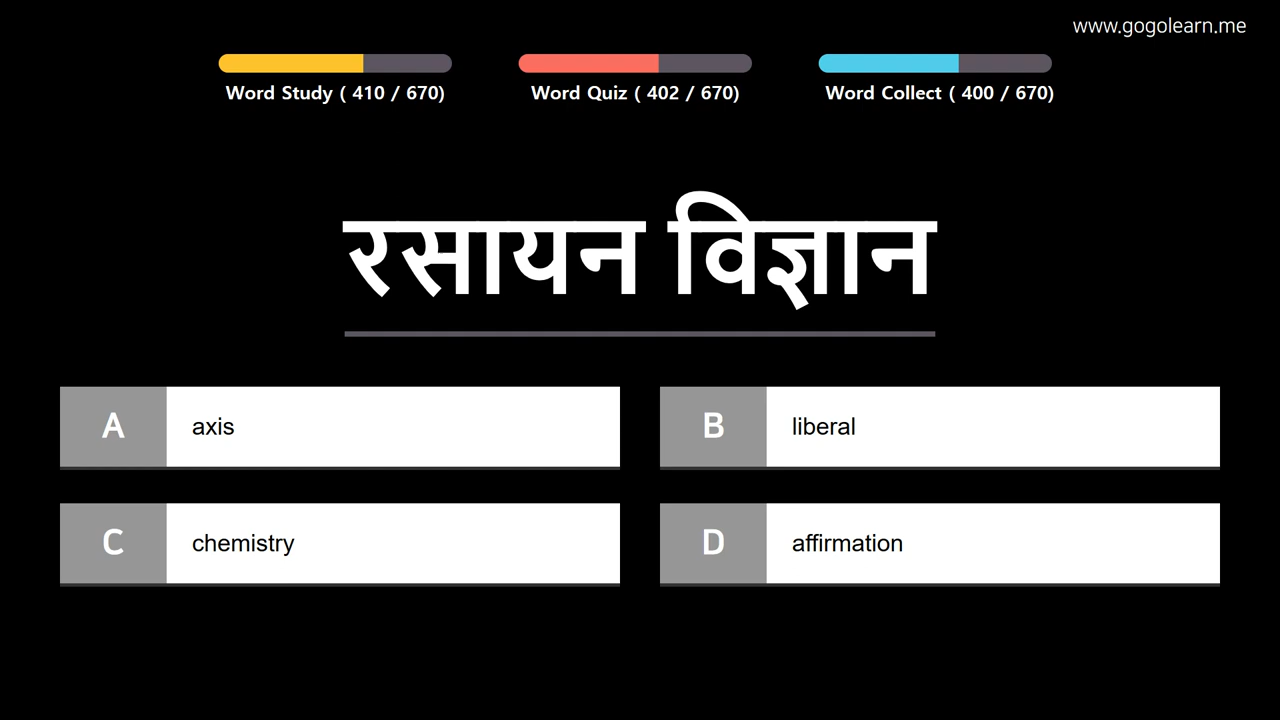 www.gogolearn.me
Word Study ( 410 / 670)
Word Quiz ( 402 / 670)
Word Collect ( 400 / 670)
रसायन विज्ञान
A axis
B liberal
C chemistry
D affirmation